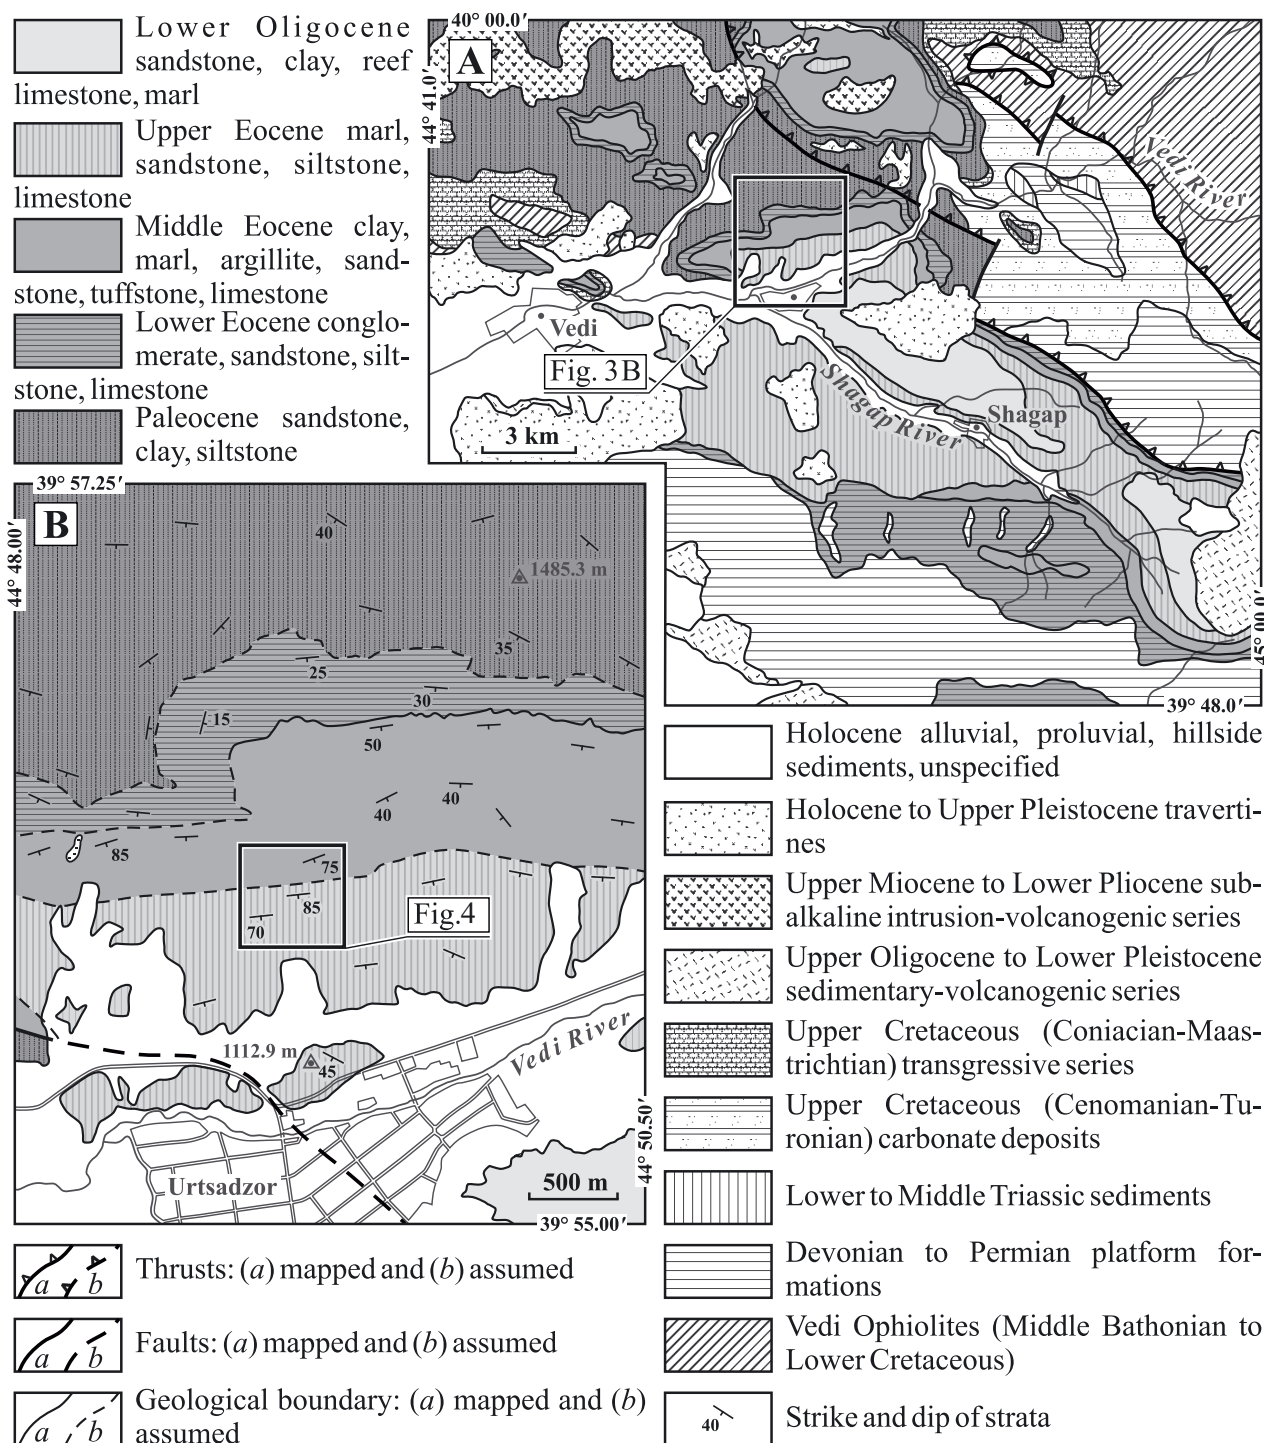 Lower Oligocene
sandstone, clay, reef
limestone, marl
Upper Eocene marl,
sandstone, siltstone,
limestone
Middle Eocene clay,
marl, argillite, sand-
stone, tuffstone, limestone
Lower Eocene conglo-
merate, sandstone, silt-
stone, limestone
Paleocene sandstone,
clay, siltstone
40° 00.0′
A
44° 41.0′
Vedi River
Vedi
Fig. 3B
Shagap River
Shagap
3 km
45° 00.0′
39° 48.0′
39° 57.25′
B
44° 48.00′
40
1485.3 m
35
25
30
15
50
40
40
85
75
85
70
Fig.4
Vedi River
1112.9 m
45
Urtsadzor
500 m
44° 50.50′
39° 55.00′
a b
Thrusts: (a) mapped and (b) assumed
a b
Faults: (a) mapped and (b) assumed
a b
Geological boundary: (a) mapped and (b)
assumed
Holocene alluvial, proluvial, hillside
sediments, unspecified
Holocene to Upper Pleistocene traverti-
nes
Upper Miocene to Lower Pliocene sub-
alkaline intrusion-volcanogenic series
Upper Oligocene to Lower Pleistocene
sedimentary-volcanogenic series
Upper Cretaceous (Coniacian-Maas-
trichtian) transgressive series
Upper Cretaceous (Cenomanian-Tu-
ronian) carbonate deposits
Lower to Middle Triassic sediments
Devonian to Permian platform for-
mations
Vedi Ophiolites (Middle Bathonian to
Lower Cretaceous)
40
Strike and dip of strata